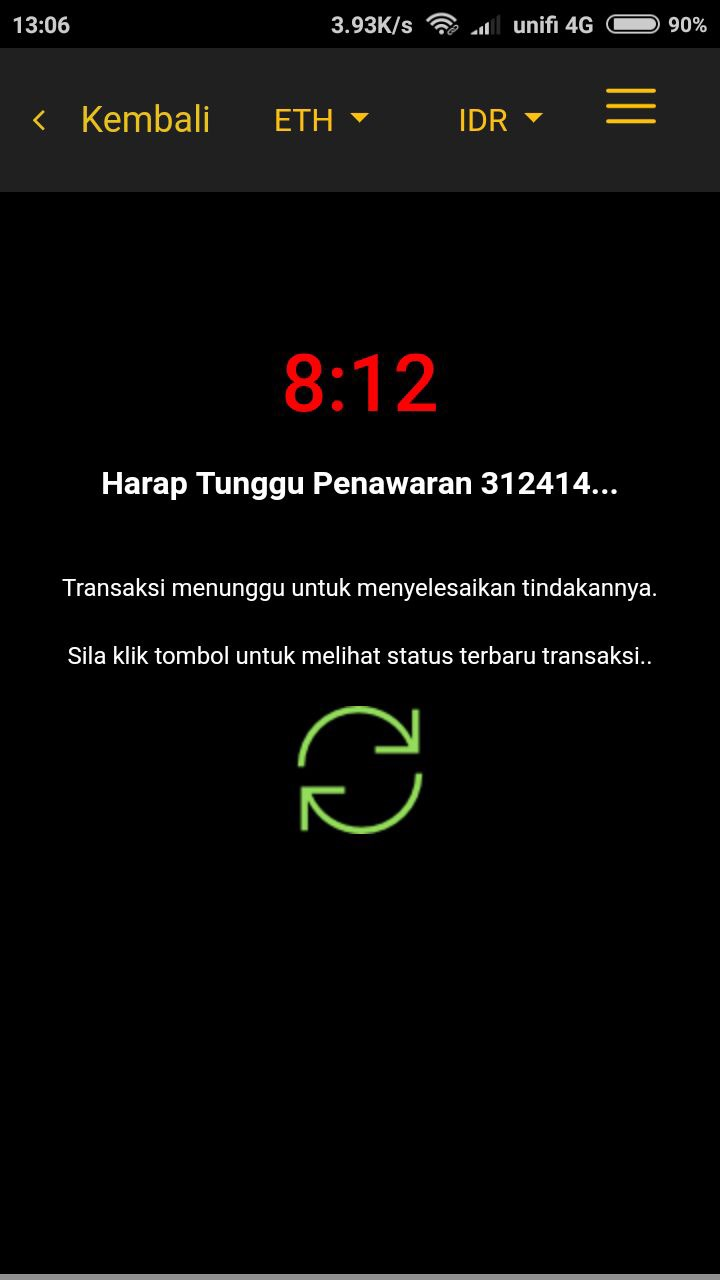 13:06 3.93K/s unifi 4G 90%
Kembali ETH IDR
8:12
Harap Tunggu Penawaran 312414...
Transaksi menunggu untuk menyelesaikan tindakannya.
Sila klik tombol untuk melihat status terbaru transaksi..